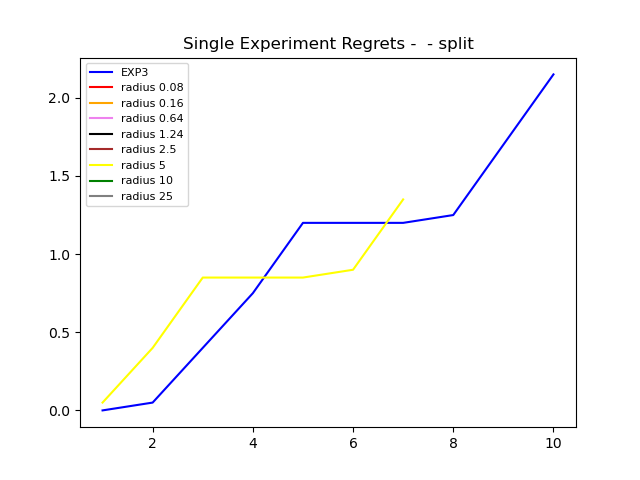 Single Experiment Regrets -  - split
EXP3
radius 0.08
radius 0.16
radius 0.64
radius 1.24
radius 2.5
radius 5
radius 10
radius 25
2.0
1.5
1.0
0.5
0.0
2 4 6 8 10